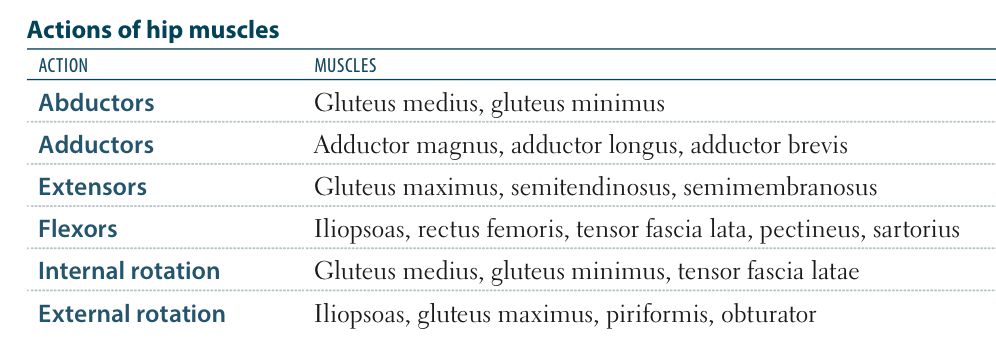 Actions of hip muscles
ACTION MUSCLES
Abductors Gluteus medius, gluteus minimus
Adductors Adductor magnus, adductor longus, adductor brevis
Extensors Gluteus maximus, semitendinosus, semimembranosus
Flexors Iliopsoas, rectus femoris, tensor fascia lata, pectineus, sartorius
Internal rotation Gluteus medius, gluteus minimus, tensor fascia latae
External rotation Iliopsoas, gluteus maximus, piriformis, obturator